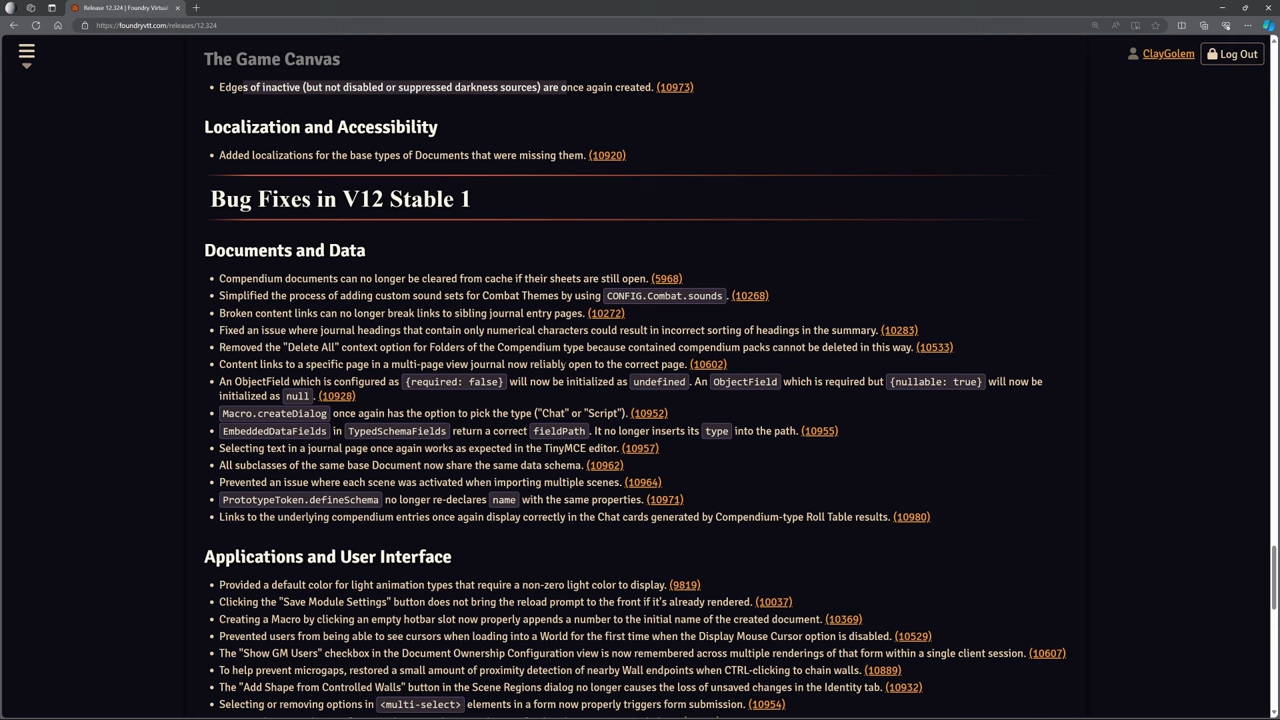 Release 12.324 | Foundry Virtual
https://foundryvtt.com/releases/12.324
ClayGolem
Log Out
The Game Canvas
• Edges of inactive (but not disabled or suppressed darkness sources) are once again created. (10973)
Localization and Accessibility
• Added localizations for the base types of Documents that were missing them. (10920)
Bug Fixes in V12 Stable 1
Documents and Data
• Compendium documents can no longer be cleared from cache if their sheets are still open. (5968)
• Simplified the process of adding custom sound sets for Combat Themes by using CONFIG.Combat.sounds. (10268)
• Broken content links can no longer break links to sibling journal entry pages. (10272)
• Fixed an issue where journal headings that contain only numerical characters could result in incorrect sorting of headings in the summary. (10283)
• Removed the "Delete All" context option for Folders of the Compendium type because contained compendium packs cannot be deleted in this way. (10533)
• Content links to a specific page in a multi-page view journal now reliably open to the correct page. (10602)
• An ObjectField which is configured as {required: false} will now be initialized as undefined. An ObjectField which is required but {nullable: true} will now be
initialized as null. (10928)
• Macro.createDialog once again has the option to pick the type ("Chat" or "Script"). (10952)
• EmbeddedDataFields in TypedSchemaFields return a correct fieldPath. It no longer inserts its type into the path. (10955)
• Selecting text in a journal page once again works as expected in the TinyMCE editor. (10957)
• All subclasses of the same base Document now share the same data schema. (10962)
• Prevented an issue where each scene was activated when importing multiple scenes. (10964)
• PrototypeToken.defineSchema no longer re-declares name with the same properties. (10971)
• Links to the underlying compendium entries once again display correctly in the Chat cards generated by Compendium-type Roll Table results. (10980)
Applications and User Interface
• Provided a default color for light animation types that require a non-zero light color to display. (9819)
• Clicking the "Save Module Settings" button does not bring the reload prompt to the front if it's already rendered. (10037)
• Creating a Macro by clicking an empty hotbar slot now properly appends a number to the initial name of the created document. (10369)
• Prevented users from being able to see cursors when loading into a World for the first time when the Display Mouse Cursor option is disabled. (10529)
• The "Show GM Users" checkbox in the Document Ownership Configuration view is now remembered across multiple renderings of that form within a single client session. (10607)
• To help prevent microgaps, restored a small amount of proximity detection of nearby Wall endpoints when CTRL-clicking to chain walls. (10889)
• The "Add Shape from Controlled Walls" button in the Scene Regions dialog no longer causes the loss of unsaved changes in the Identity tab. (10932)
• Selecting or removing options in <multi-select> elements in a form now properly triggers form submission. (10954)